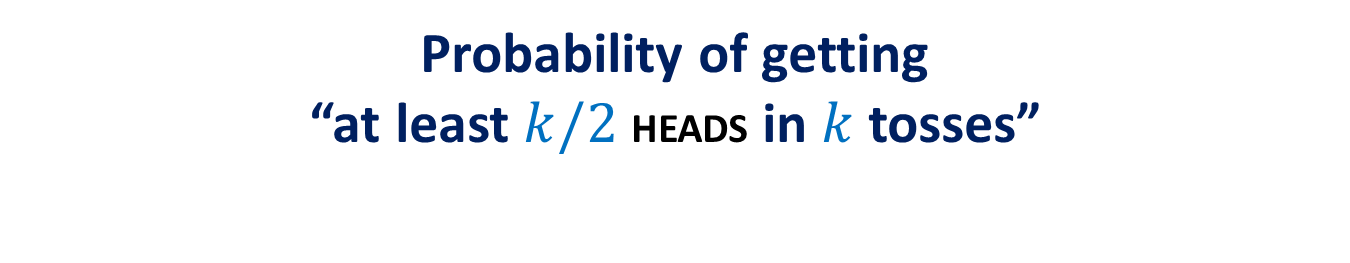 Probability of getting
“at least k/2 HEADS in k tosses”